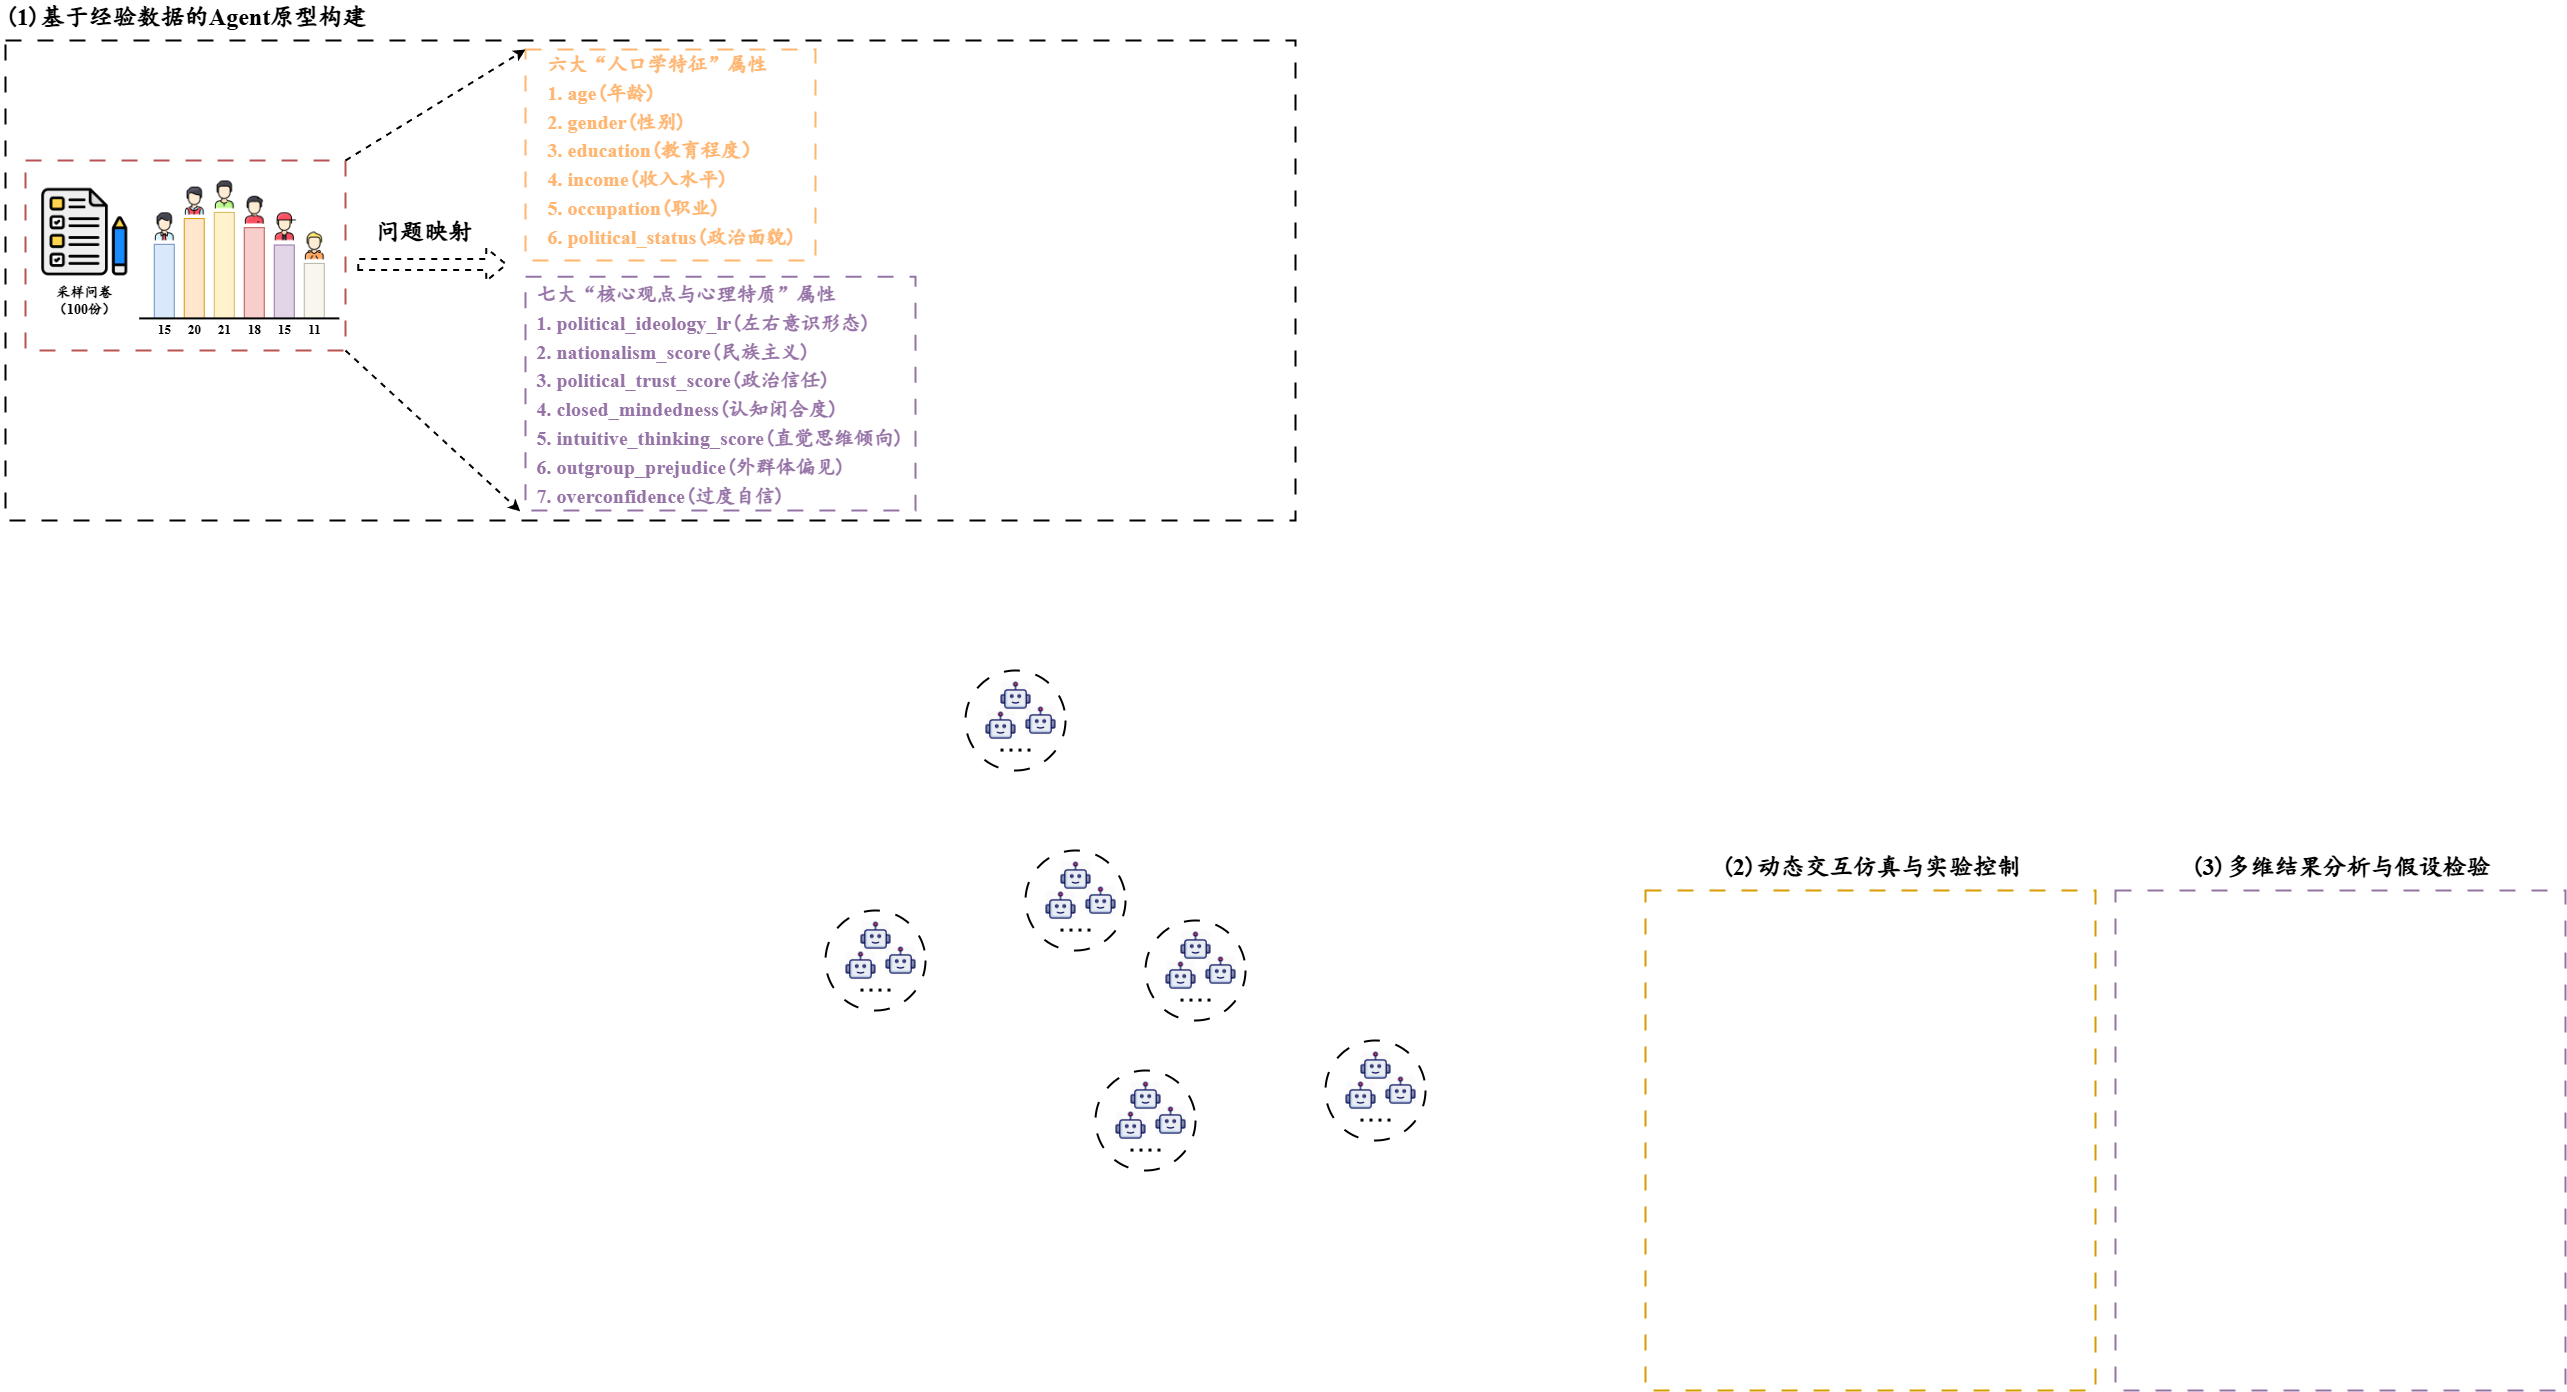 (1)基于经验数据的Agent原型构建
采样问卷
(100份)
15 20 21 18 15 11
问题映射
六大“人口学特征”属性
1. age(年龄)
2. gender(性别)
3. education(教育程度)
4. income(收入水平)
5. occupation(职业)
6. political_status(政治面貌)
七大“核心观点与心理特质”属性
1. political_ideology_lr(左右意识形态)
2. nationalism_score(民族主义)
3. political_trust_score(政治信任)
4. closed_mindedness(认知闭合度)
5. intuitive_thinking_score(直觉思维倾向)
6. outgroup_prejudice(外群体偏见)
7. overconfidence(过度自信)
....
....
....
....
....
....
(2)动态交互仿真与实验控制
(3)多维结果分析与假设检验